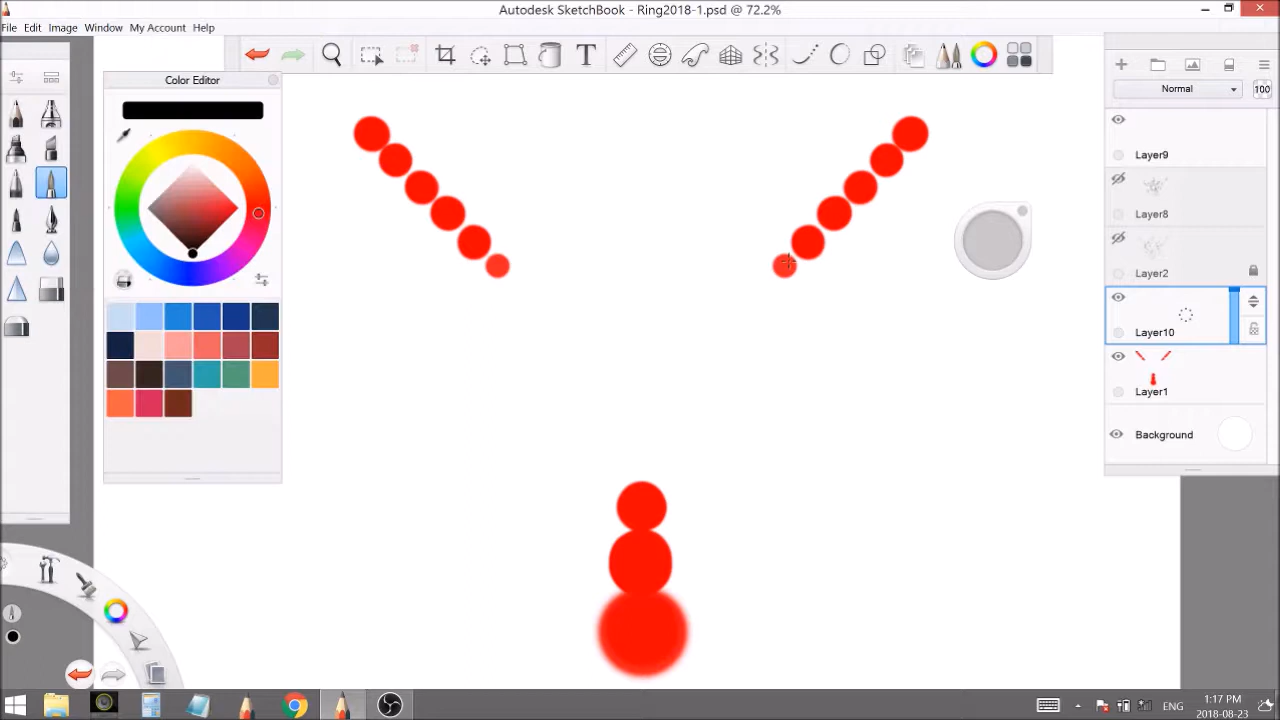 Autodesk SketchBook - Ring2018-1.psd @ 72.2%
File Edit Image Window My Account Help
Color Editor
Normal
100
Layer9
Layer8
Layer2
Layer10
Layer1
Background
ENG
1:17 PM
2018-08-23